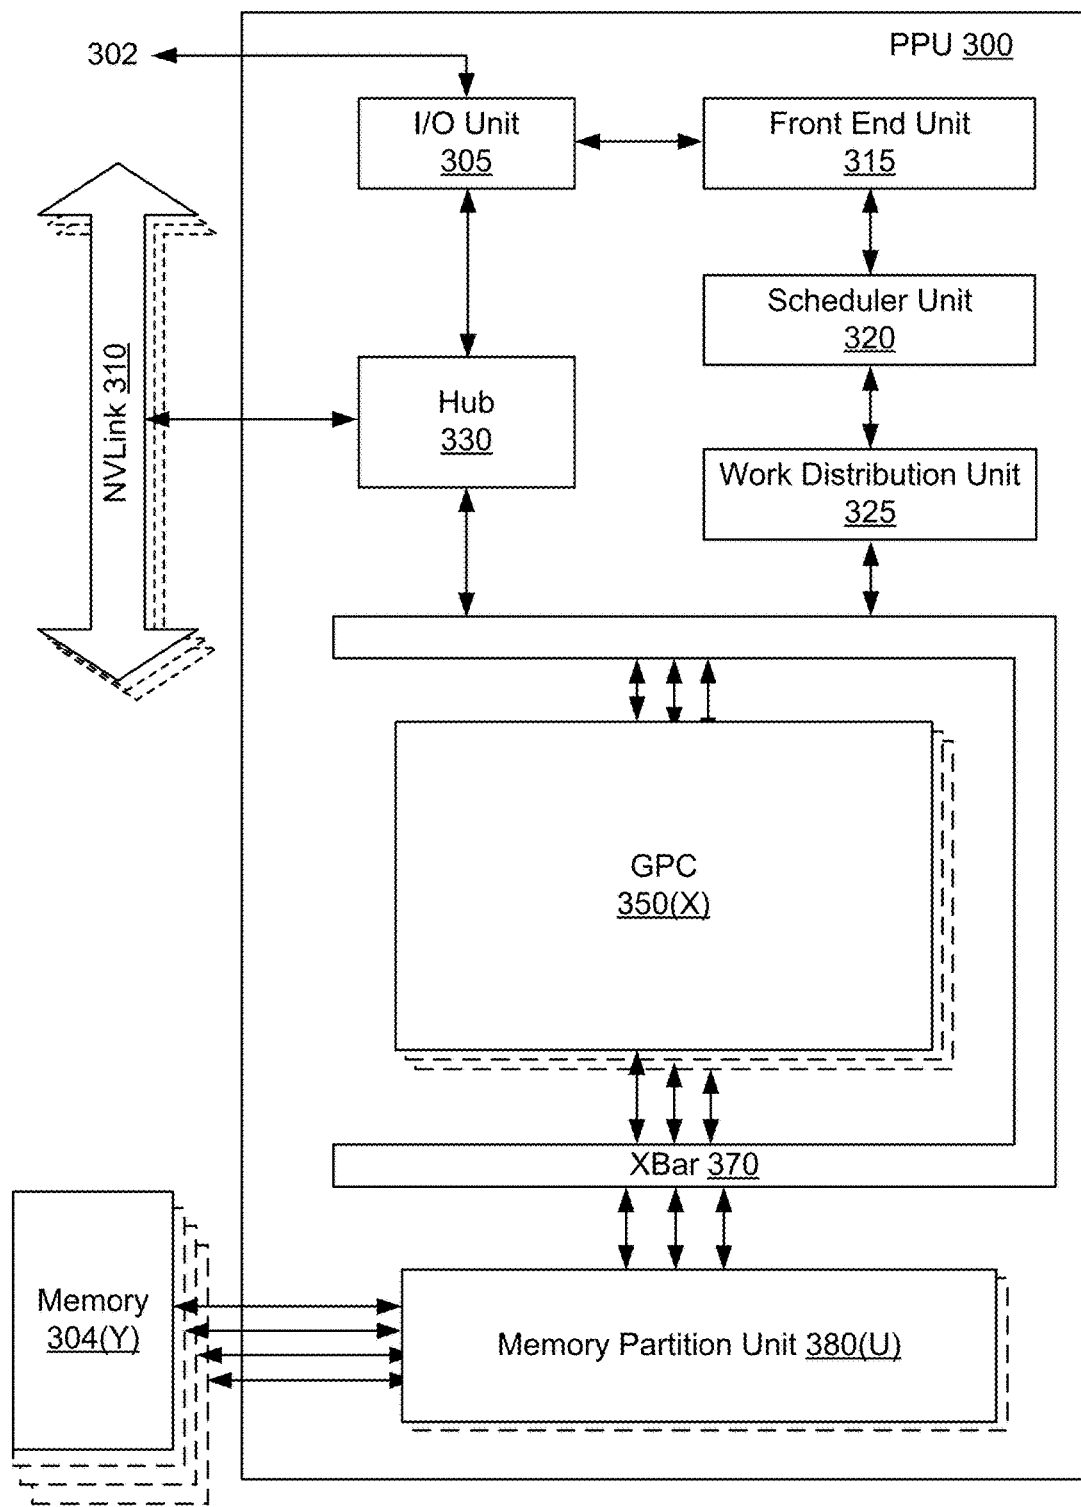 PPU 300
302
I/O Unit
305
Front End Unit
315
Scheduler Unit
320
NVLink 310
Hub
330
Work Distribution Unit
325
GPC
350(X)
XBar 370
Memory
304(Y)
Memory Partition Unit 380(U)